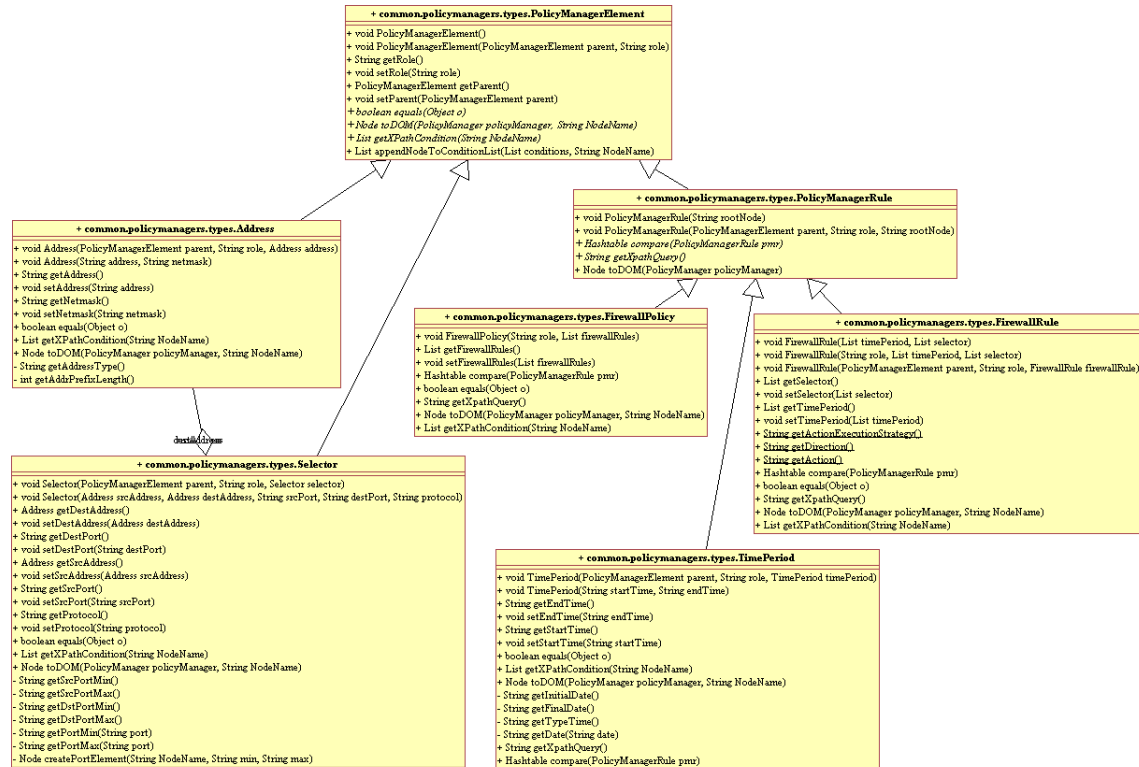 + common.policymanagers.types.PolicyManagerElement
+ void PolicyManagerElement()
+ void PolicyManagerElement(PolicyManagerElement parent, String role)
+ String getRole()
+ void setRole(String role)
+ PolicyManagerElement getParent()
+ void setParent(PolicyManagerElement parent)
+ boolean equals(Object o)
+ Node toDOM(PolicyManager policyManager, String NodeName)
+ List getXPathCondition(String NodeName)
+ List appendNodeToConditionList(List conditions, String NodeName)
+ common.policymanagers.types.PolicyManagerRule
+ void PolicyManagerRule(String rootNode)
+ void PolicyManagerRule(PolicyManagerElement parent, String role, String rootNode)
+ Hashtable compare(PolicyManagerRule pmr)
+ String getXpathQuery()
+ Node toDOM(PolicyManager policyManager)
+ common.policymanagers.types.Address
+ void Address(PolicyManagerElement parent, String role, Address address)
+ void Address(String address, String netmask)
+ String getAddress()
+ void setAddress(String address)
+ String getNetmask()
+ void setNetmask(String netmask)
+ boolean equals(Object o)
+ List getXPathCondition(String NodeName)
+ Node toDOM(PolicyManager policyManager, String NodeName)
- String getAddressType()
- int getAddrPrefixLength()
+ common.policymanagers.types.FirewallPolicy
+ void FirewallPolicy(String role, List firewallRules)
+ List getFirewallRules()
+ void setFirewallRules(List firewallRules)
+ Hashtable compare(PolicyManagerRule pmr)
+ boolean equals(Object o)
+ String getXpathQuery()
+ Node toDOM(PolicyManager policyManager, String NodeName)
+ List getXPathCondition(String NodeName)
+ common.policymanagers.types.FirewallRule
+ void FirewallRule(List timePeriod, List selector)
+ void FirewallRule(String role, List timePeriod, List selector)
+ void FirewallRule(PolicyManagerElement parent, String role, FirewallRule firewallRule)
+ List getSelector()
+ void setSelector(List selector)
+ List getTimePeriod()
+ void setTimePeriod(List timePeriod)
+ String getActionExecutionStrategy()
+ String getDirection()
+ String getAction()
+ Hashtable compare(PolicyManagerRule pmr)
+ boolean equals(Object o)
+ String getXpathQuery()
+ Node toDOM(PolicyManager policyManager, String NodeName)
+ List getXPathCondition(String NodeName)
+ common.policymanagers.types.Selector
+ void Selector(PolicyManagerElement parent, String role, Selector selector)
+ void Selector(Address srcAddress, Address destAddress, String srcPort, String destPort, String protocol)
+ Address getDestAddress()
+ void setDestAddress(Address destAddress)
+ String getDestPort()
+ void setDestPort(String destPort)
+ Address getSrcAddress()
+ void setSrcAddress(Address srcAddress)
+ String getSrcPort()
+ void setSrcPort(String srcPort)
+ String getProtocol()
+ void setProtocol(String protocol)
+ boolean equals(Object o)
+ List getXPathCondition(String NodeName)
+ Node toDOM(PolicyManager policyManager, String NodeName)
- String getSrcPortMin()
- String getSrcPortMax()
- String getDstPortMin()
- String getDstPortMax()
- String getPortMin(String port)
- String getPortMax(String port)
- Node createPortElement(String NodeName, String min, String max)
+ common.policymanagers.types.TimePeriod
+ void TimePeriod(PolicyManagerElement parent, String role, TimePeriod timePeriod)
+ void TimePeriod(String startTime, String endTime)
+ String getEndTime()
+ void setEndTime(String endTime)
+ String getStartTime()
+ void setStartTime(String startTime)
+ boolean equals(Object o)
+ List getXPathCondition(String NodeName)
+ Node toDOM(PolicyManager policyManager, String NodeName)
- String getInitialDate()
- String getFinalDate()
- String getTypeTime()
- String getDate(String date)
+ String getXpathQuery()
+ Hashtable compare(PolicyManagerRule pmr)